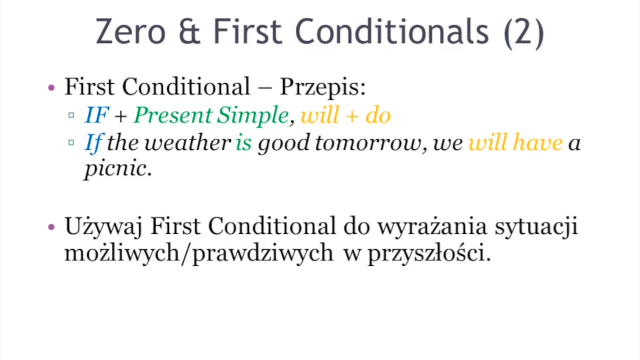 Zero & First Conditionals (2)
• First Conditional – Przepis:
▫ IF + Present Simple, will + do
▫ If the weather is good tomorrow, we will have a
picnic.
• Używaj First Conditional do wyrażania sytuacji
możliwych/prawdziwych w przyszłości.